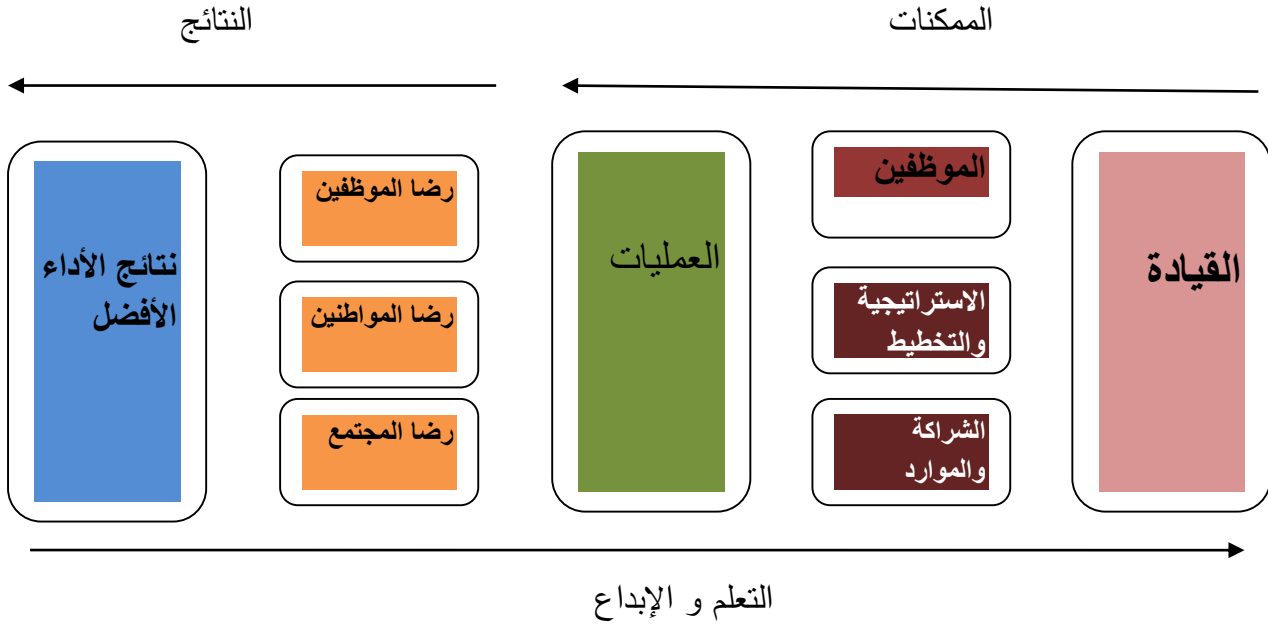 الممكنات
النتائج
القيادة
الموظفين
الاستراتيجية
والتخطيط
الشراكة
والموارد
العمليات
رضا الموظفين
رضا المواطنين
رضا المجتمع
نتائج الأداء
الأفضل
التعلم و الإبداع